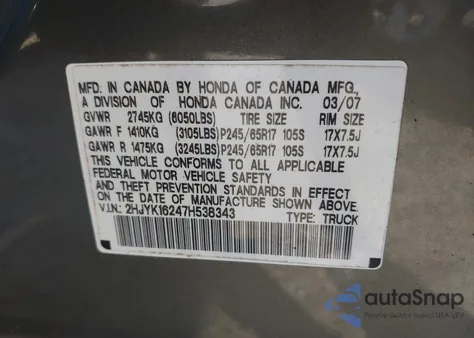 MFD. IN CANADA BY HONDA OF CANADA MFG.,
A DIVISION OF HONDA CANADA INC. 03/07
GVWR 2745KG (6050LBS) TIRE SIZE RIM SIZE
GAWR F 1410KG (3105LBS) P245/65R17 105S 17X7.5J
GAWR R 1475KG (3245LBS) P245/65R17 105S 17X7.5J
THIS VEHICLE CONFORMS TO ALL APPLICABLE
FEDERAL MOTOR VEHICLE SAFETY
AND THEFT PREVENTION STANDARDS IN EFFECT
ON THE DATE OF MANUFACTURE SHOWN ABOVE.
V.I.N.: 2HJYK16247H538343 TYPE: TRUCK
autoSnap